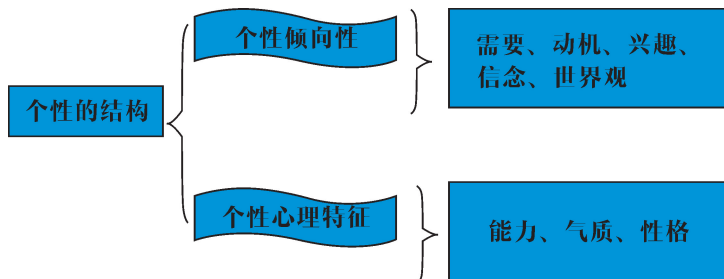 个性的结构
个性倾向性
需要、动机、兴趣、
信念、世界观
个性心理特征
能力、气质、性格